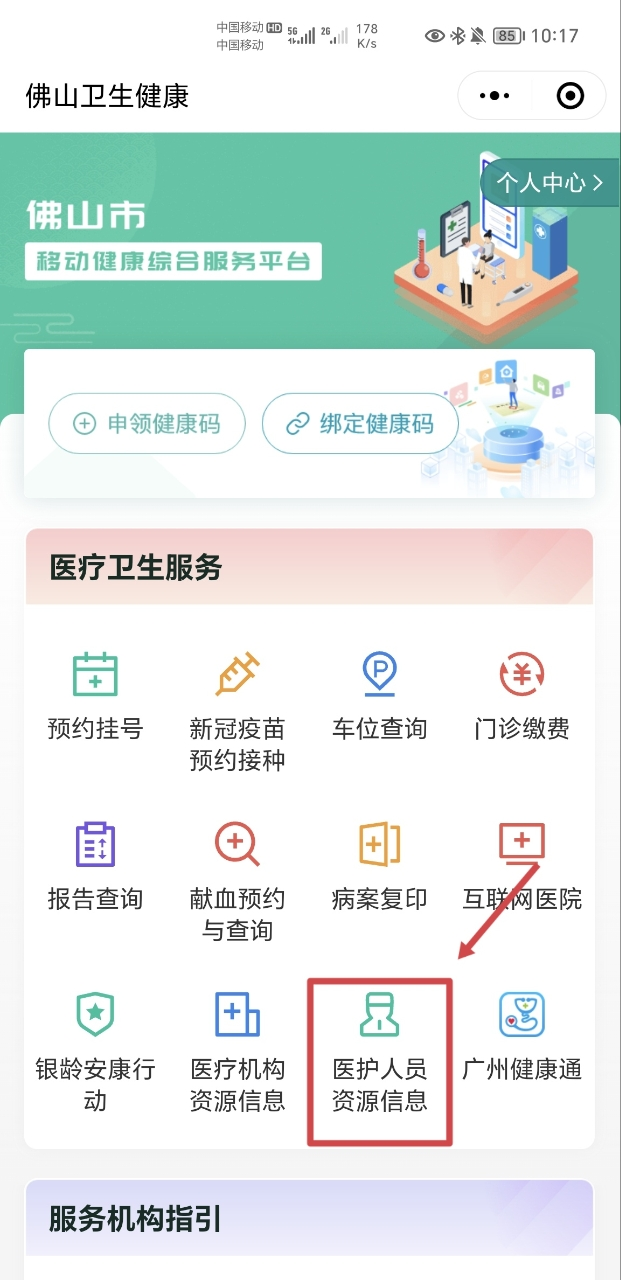 中国移动 HD 5G 2G 178
中国移动 K/s
85 10:17
佛山卫生健康
个人中心
佛山市
移动健康综合服务平台
申领健康码 绑定健康码
医疗卫生服务
预约挂号 新冠疫苗 车位查询 门诊缴费
预约接种
报告查询 献血预约 病案复印 互联网医院
与查询
银龄安康行 医疗机构 医护人员 广州健康通
动 资源信息 资源信息
服务机构指引